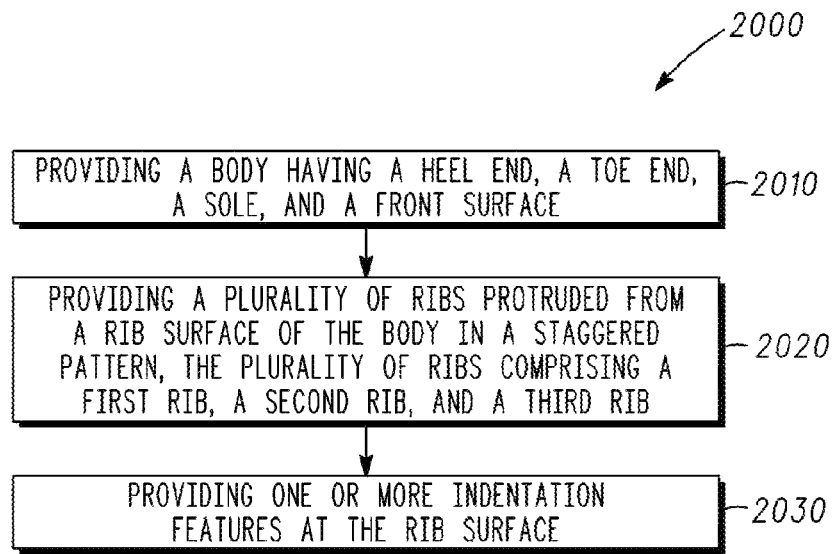 2000
PROVIDING A BODY HAVING A HEEL END, A TOE END,
A SOLE, AND A FRONT SURFACE
2010
PROVIDING A PLURALITY OF RIBS PROTRUDED FROM
A RIB SURFACE OF THE BODY IN A STAGGERED
PATTERN, THE PLURALITY OF RIBS COMPRISING A
FIRST RIB, A SECOND RIB, AND A THIRD RIB
2020
PROVIDING ONE OR MORE INDENTATION
FEATURES AT THE RIB SURFACE
2030